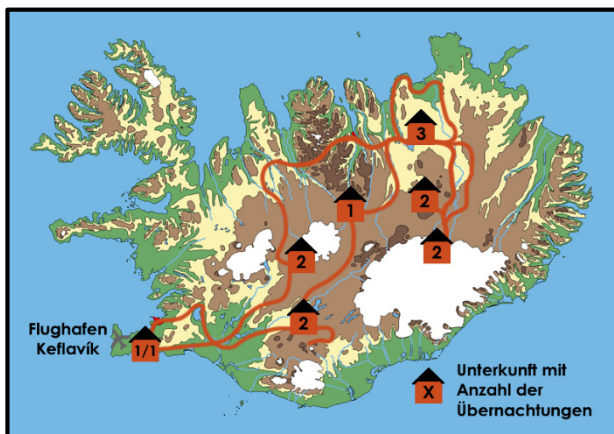 3
1
2
2
2
2
Flughafen
Keflavík
1/1
X
Unterkunft mit
Anzahl der
Übernachtungen